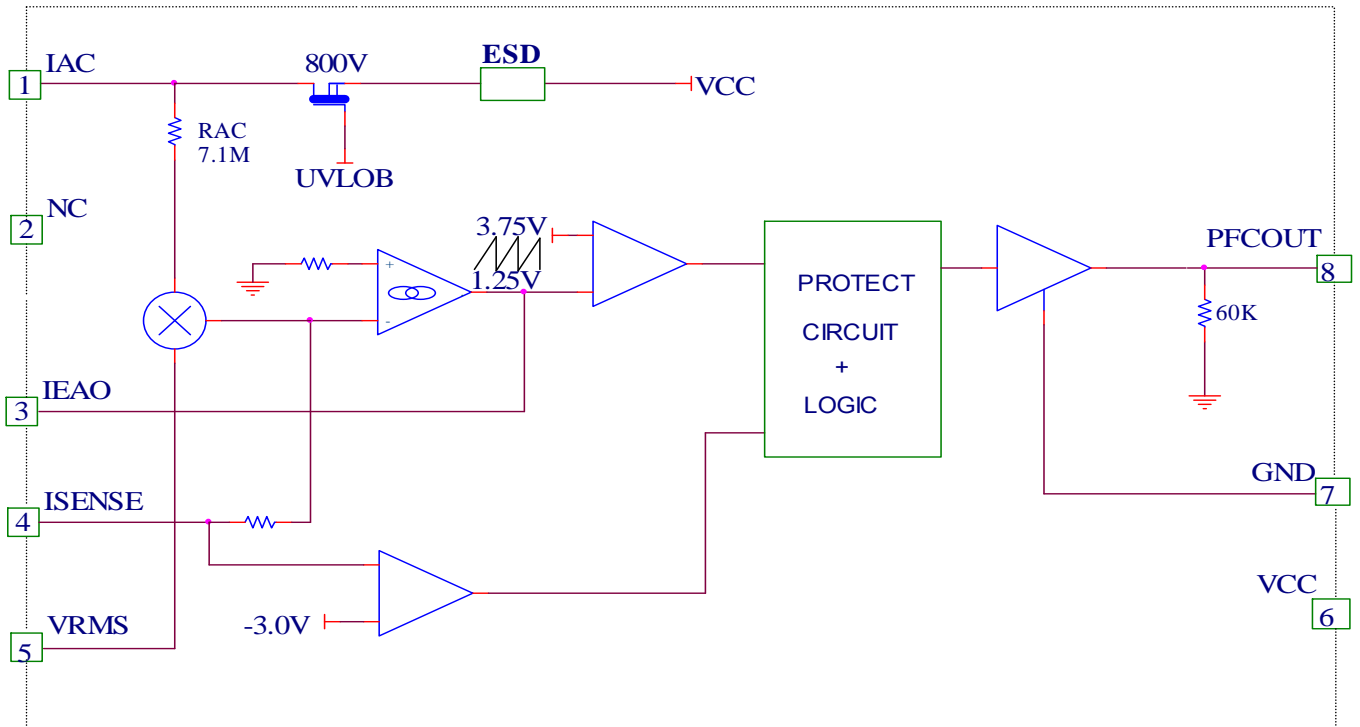 IAC
1
800V
ESD
VCC
RAC
7.1M
UVLOB
NC
2
3.75V
1.25V
+
-
PROTECT
CIRCUIT
+
LOGIC
PFCOUT
8
60K
IEAO
3
GND
7
ISENSE
4
-3.0V
VCC
6
VRMS
5